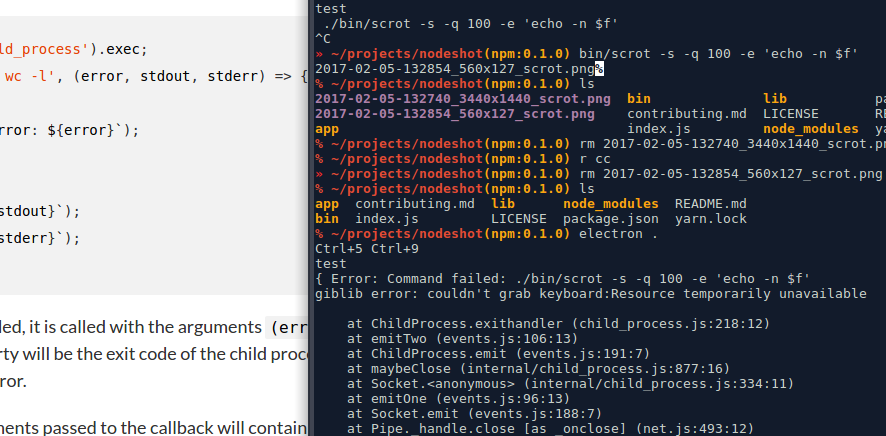 ld_process').exec;
wc -l', (error, stdout, stderr) => {
rror: ${error}`);
stdout}`);
stderr}`);
led, it is called with the arguments (err
rty will be the exit code of the child proc
ror.
ments passed to the callback will contain
test
./bin/scrot -s -q 100 -e 'echo -n $f'
^C
» ~/projects/nodeshot(npm:0.1.0) bin/scrot -s -q 100 -e 'echo -n $f'
2017-02-05-132854_560x127_scrot.png%
% ~/projects/nodeshot(npm:0.1.0) ls
2017-02-05-132740_3440x1440_scrot.png bin lib pa
2017-02-05-132854_560x127_scrot.png contributing.md LICENSE RE
app index.js node_modules ya
% ~/projects/nodeshot(npm:0.1.0) rm 2017-02-05-132740_3440x1440_scrot.pn
% ~/projects/nodeshot(npm:0.1.0) r cc
» ~/projects/nodeshot(npm:0.1.0) rm 2017-02-05-132854_560x127_scrot.png
% ~/projects/nodeshot(npm:0.1.0) ls
app contributing.md lib node_modules README.md
bin index.js LICENSE package.json yarn.lock
% ~/projects/nodeshot(npm:0.1.0) electron .
Ctrl+5 Ctrl+9
test
{ Error: Command failed: ./bin/scrot -s -q 100 -e 'echo -n $f'
giblib error: couldn't grab keyboard:Resource temporarily unavailable
at ChildProcess.exithandler (child_process.js:218:12)
at emitTwo (events.js:106:13)
at ChildProcess.emit (events.js:191:7)
at maybeClose (internal/child_process.js:877:16)
at Socket.<anonymous> (internal/child_process.js:334:11)
at emitOne (events.js:96:13)
at Socket.emit (events.js:188:7)
at Pipe._handle.close [as _onclose] (net.js:493:12)